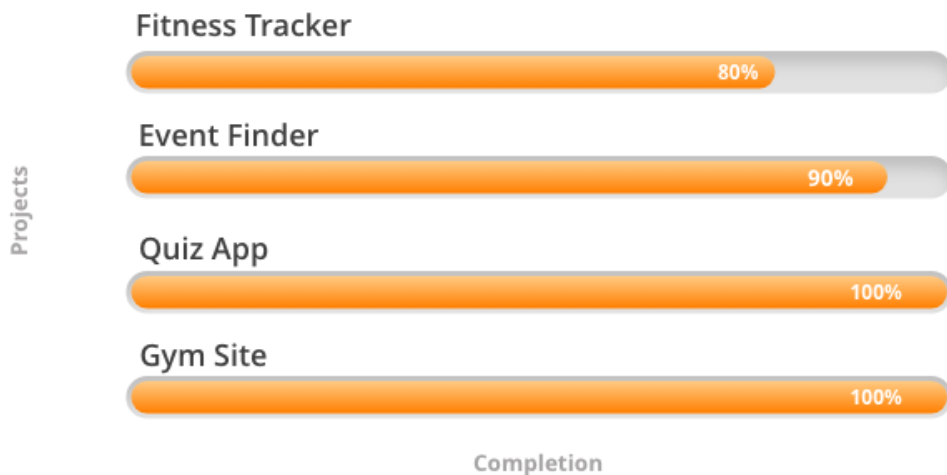 Fitness Tracker
80%
Event Finder
90%
Projects
Quiz App
100%
Gym Site
100%
Completion